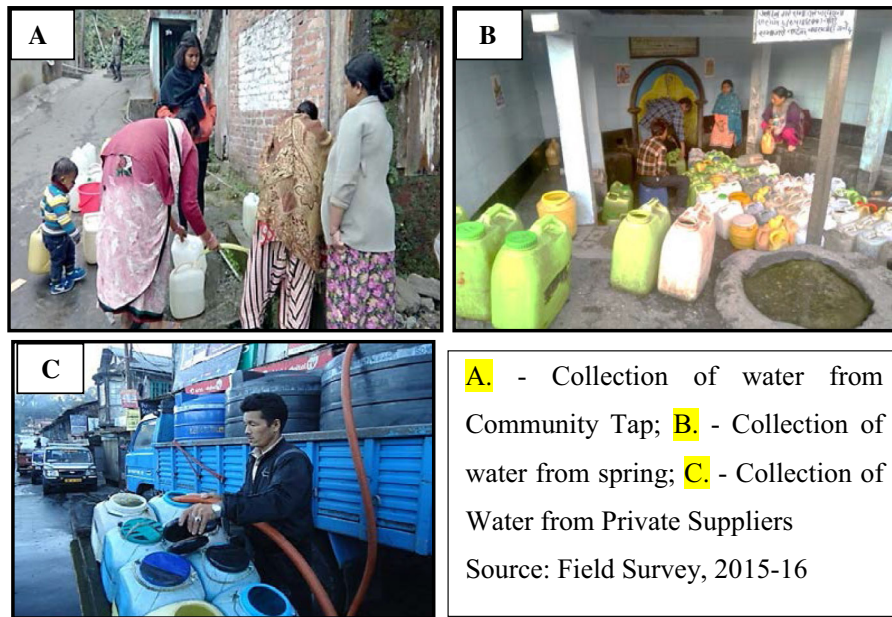 A
B
C
A. - Collection of water from
Community Tap; B. - Collection of
water from spring; C. - Collection of
Water from Private Suppliers
Source: Field Survey, 2015-16